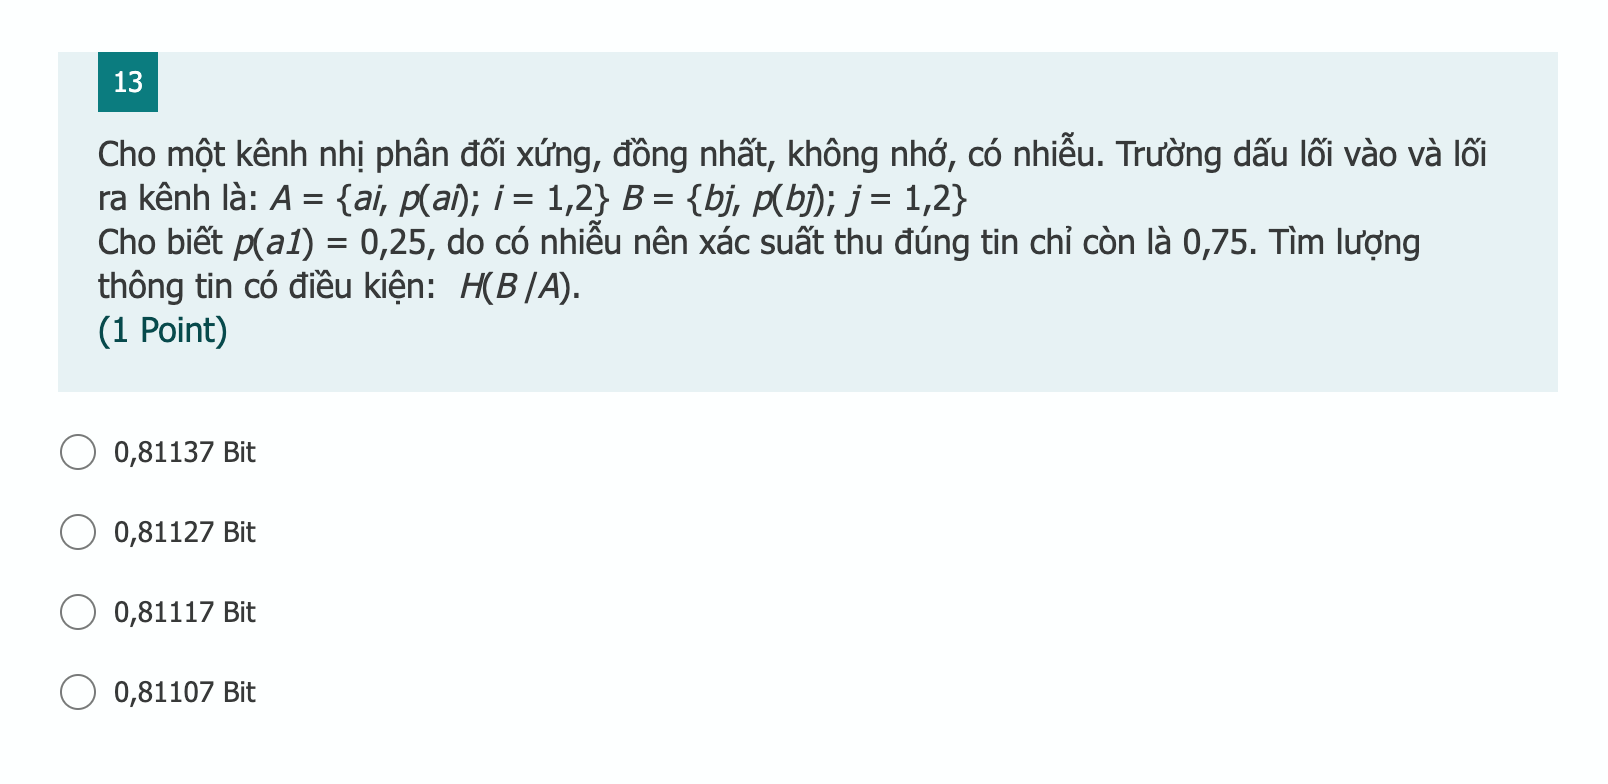 13
Cho một kênh nhị phân đối xứng, đồng nhất, không nhớ, có nhiễu. Trường dấu lối vào và lối
ra kênh là: A = {ai, p(ai); i = 1,2} B = {bj, p(bj); j = 1,2}
Cho biết p(a1) = 0,25, do có nhiễu nên xác suất thu đúng tin chỉ còn là 0,75. Tìm lượng
thông tin có điều kiện:  H(B /A).
(1 Point)
0,81137 Bit
0,81127 Bit
0,81117 Bit
0,81107 Bit